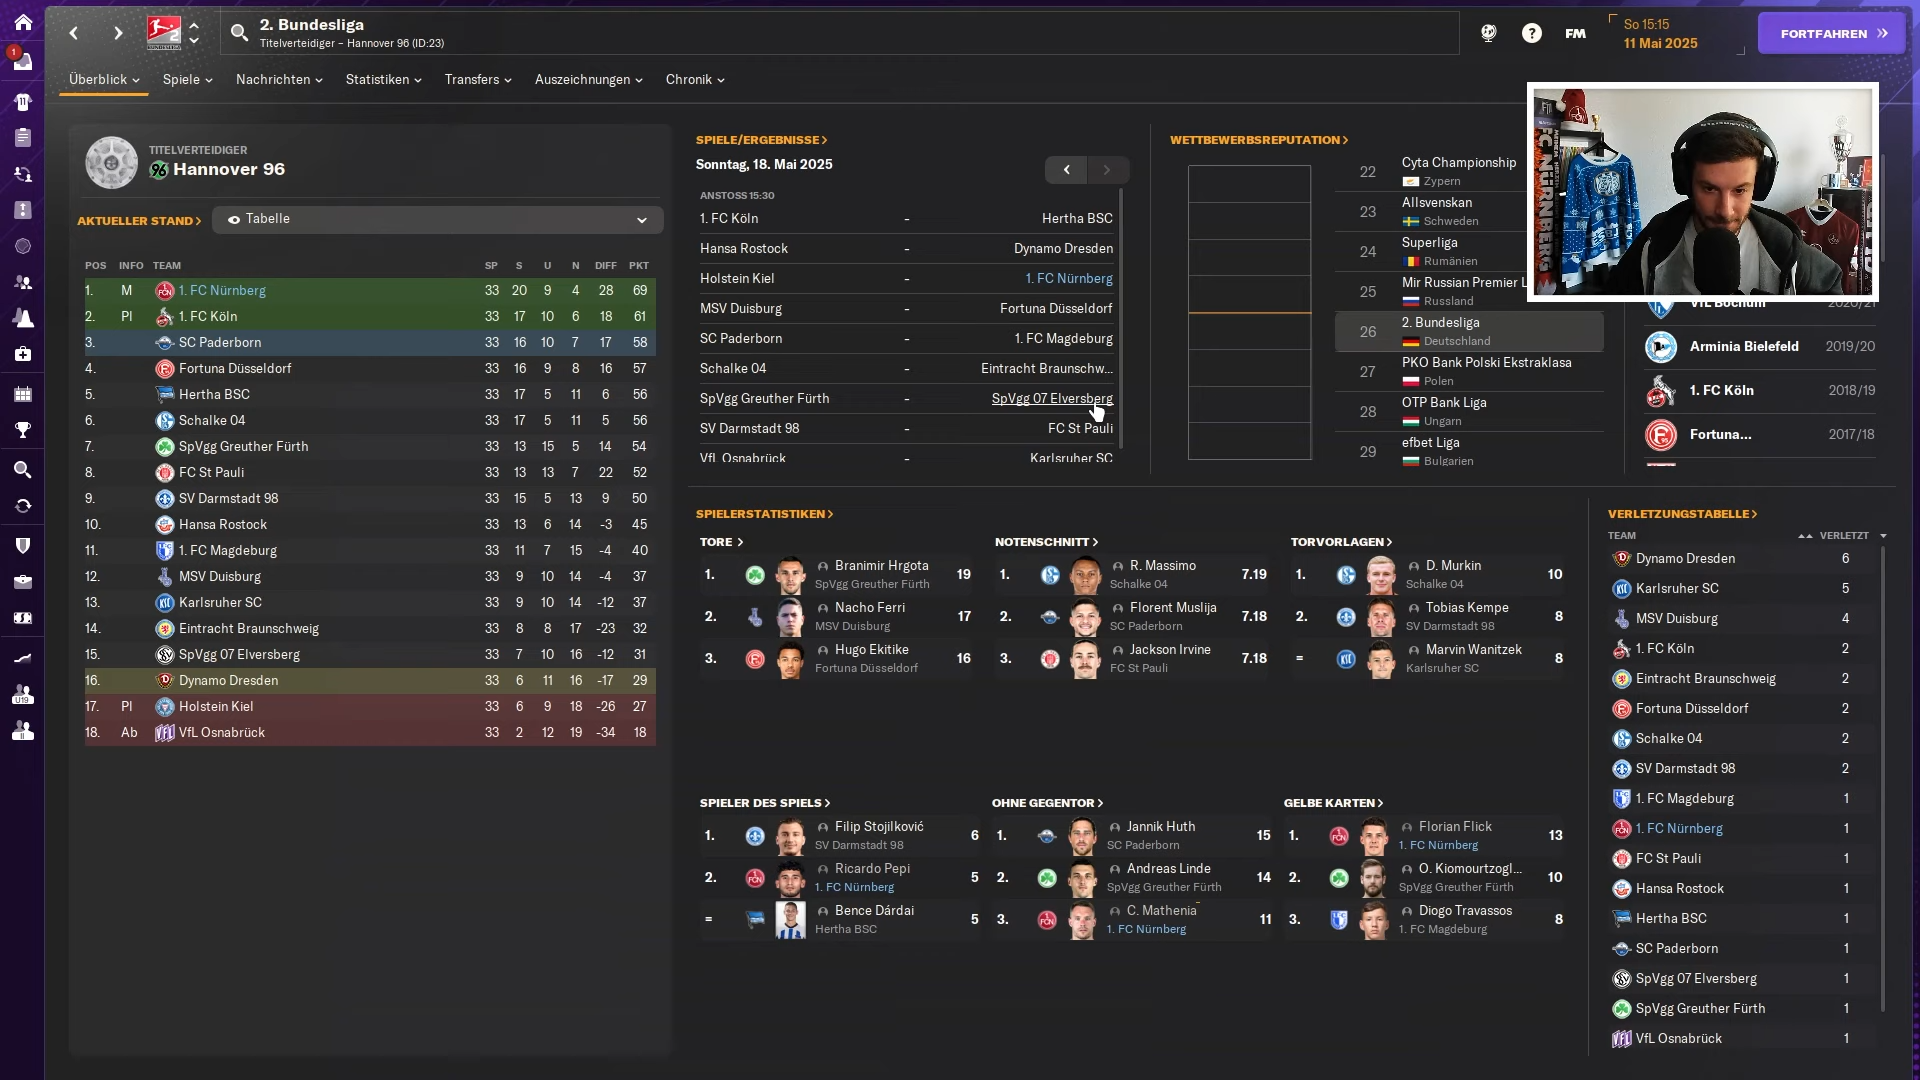 2. Bundesliga
Titelverteidiger – Hannover 96 (ID:23)
FM
So 15:15
11 Mai 2025
FORTFAHREN
1
Überblick
Spiele
Nachrichten
Statistiken
Transfers
Auszeichnungen
Chronik
TITELVERTEIDIGER
Hannover 96
AKTUELLER STAND
Tabelle
POS INFO TEAM SP S U N DIFF PKT
1. M 1. FC Nürnberg 33 20 9 4 28 69
2. Pl 1. FC Köln 33 17 10 6 18 61
3. SC Paderborn 33 16 10 7 17 58
4. Fortuna Düsseldorf 33 16 9 8 16 57
5. Hertha BSC 33 17 5 11 6 56
6. Schalke 04 33 17 5 11 5 56
7. SpVgg Greuther Fürth 33 13 15 5 14 54
8. FC St Pauli 33 13 13 7 22 52
9. SV Darmstadt 98 33 15 5 13 9 50
10. Hansa Rostock 33 13 6 14 -3 45
11. 1. FC Magdeburg 33 11 7 15 -4 40
12. MSV Duisburg 33 9 10 14 -4 37
13. Karlsruher SC 33 9 10 14 -12 37
14. Eintracht Braunschweig 33 8 8 17 -23 32
15. SpVgg 07 Elversberg 33 7 10 16 -12 31
16. Dynamo Dresden 33 6 11 16 -17 29
17. Pl Holstein Kiel 33 6 9 18 -26 27
18. Ab VfL Osnabrück 33 2 12 19 -34 18
SPIELE/ERGEBNISSE
Sonntag, 18. Mai 2025
ANSTOSS 15:30
1. FC Köln - Hertha BSC
Hansa Rostock - Dynamo Dresden
Holstein Kiel - 1. FC Nürnberg
MSV Duisburg - Fortuna Düsseldorf
SC Paderborn - 1. FC Magdeburg
Schalke 04 - Eintracht Braunschw...
SpVgg Greuther Fürth - SpVgg 07 Elversberg
SV Darmstadt 98 - FC St Pauli
VfL Osnabrück - Karlsruher SC
WETTBEWERBSREPUTATION
22 Cyta Championship
Zypern
23 Allsvenskan
Schweden
24 Superliga
Rumänien
25 Mir Russian Premier L
Russland
26 2. Bundesliga
Deutschland
27 PKO Bank Polski Ekstraklasa
Polen
28 OTP Bank Liga
Ungarn
29 efbet Liga
Bulgarien
FC NÜRNBERG
VfL Bochum 2020/21
Arminia Bielefeld 2019/20
1. FC Köln 2018/19
Fortuna... 2017/18
SPIELERSTATISTIKEN
TORE
1. Branimir Hrgota 19
SpVgg Greuther Fürth
2. Nacho Ferri 17
MSV Duisburg
3. Hugo Ekitike 16
Fortuna Düsseldorf
NOTENSCHNITT
1. R. Massimo 7.19
Schalke 04
2. Florent Muslija 7.18
SC Paderborn
3. Jackson Irvine 7.18
FC St Pauli
TORVORLAGEN
1. D. Murkin 10
Schalke 04
2. Tobias Kempe 8
SV Darmstadt 98
= Marvin Wanitzek 8
Karlsruher SC
SPIELER DES SPIELS
1. Filip Stojilković 6
SV Darmstadt 98
2. Ricardo Pepi 5
1. FC Nürnberg
= Bence Dárdai 5
Hertha BSC
OHNE GEGENTOR
1. Jannik Huth 15
SC Paderborn
2. Andreas Linde 14
SpVgg Greuther Fürth
3. C. Mathenia 11
1. FC Nürnberg
GELBE KARTEN
1. Florian Flick 13
1. FC Nürnberg
2. O. Kiomourtzogl... 10
SpVgg Greuther Fürth
3. Diogo Travassos 8
1. FC Magdeburg
VERLETZUNGSTABELLE
TEAM VERLETZT
Dynamo Dresden 6
Karlsruher SC 5
MSV Duisburg 4
1. FC Köln 2
Eintracht Braunschweig 2
Fortuna Düsseldorf 2
Schalke 04 2
SV Darmstadt 98 2
1. FC Magdeburg 1
1. FC Nürnberg 1
FC St Pauli 1
Hansa Rostock 1
Hertha BSC 1
SC Paderborn 1
SpVgg 07 Elversberg 1
SpVgg Greuther Fürth 1
VfL Osnabrück 1